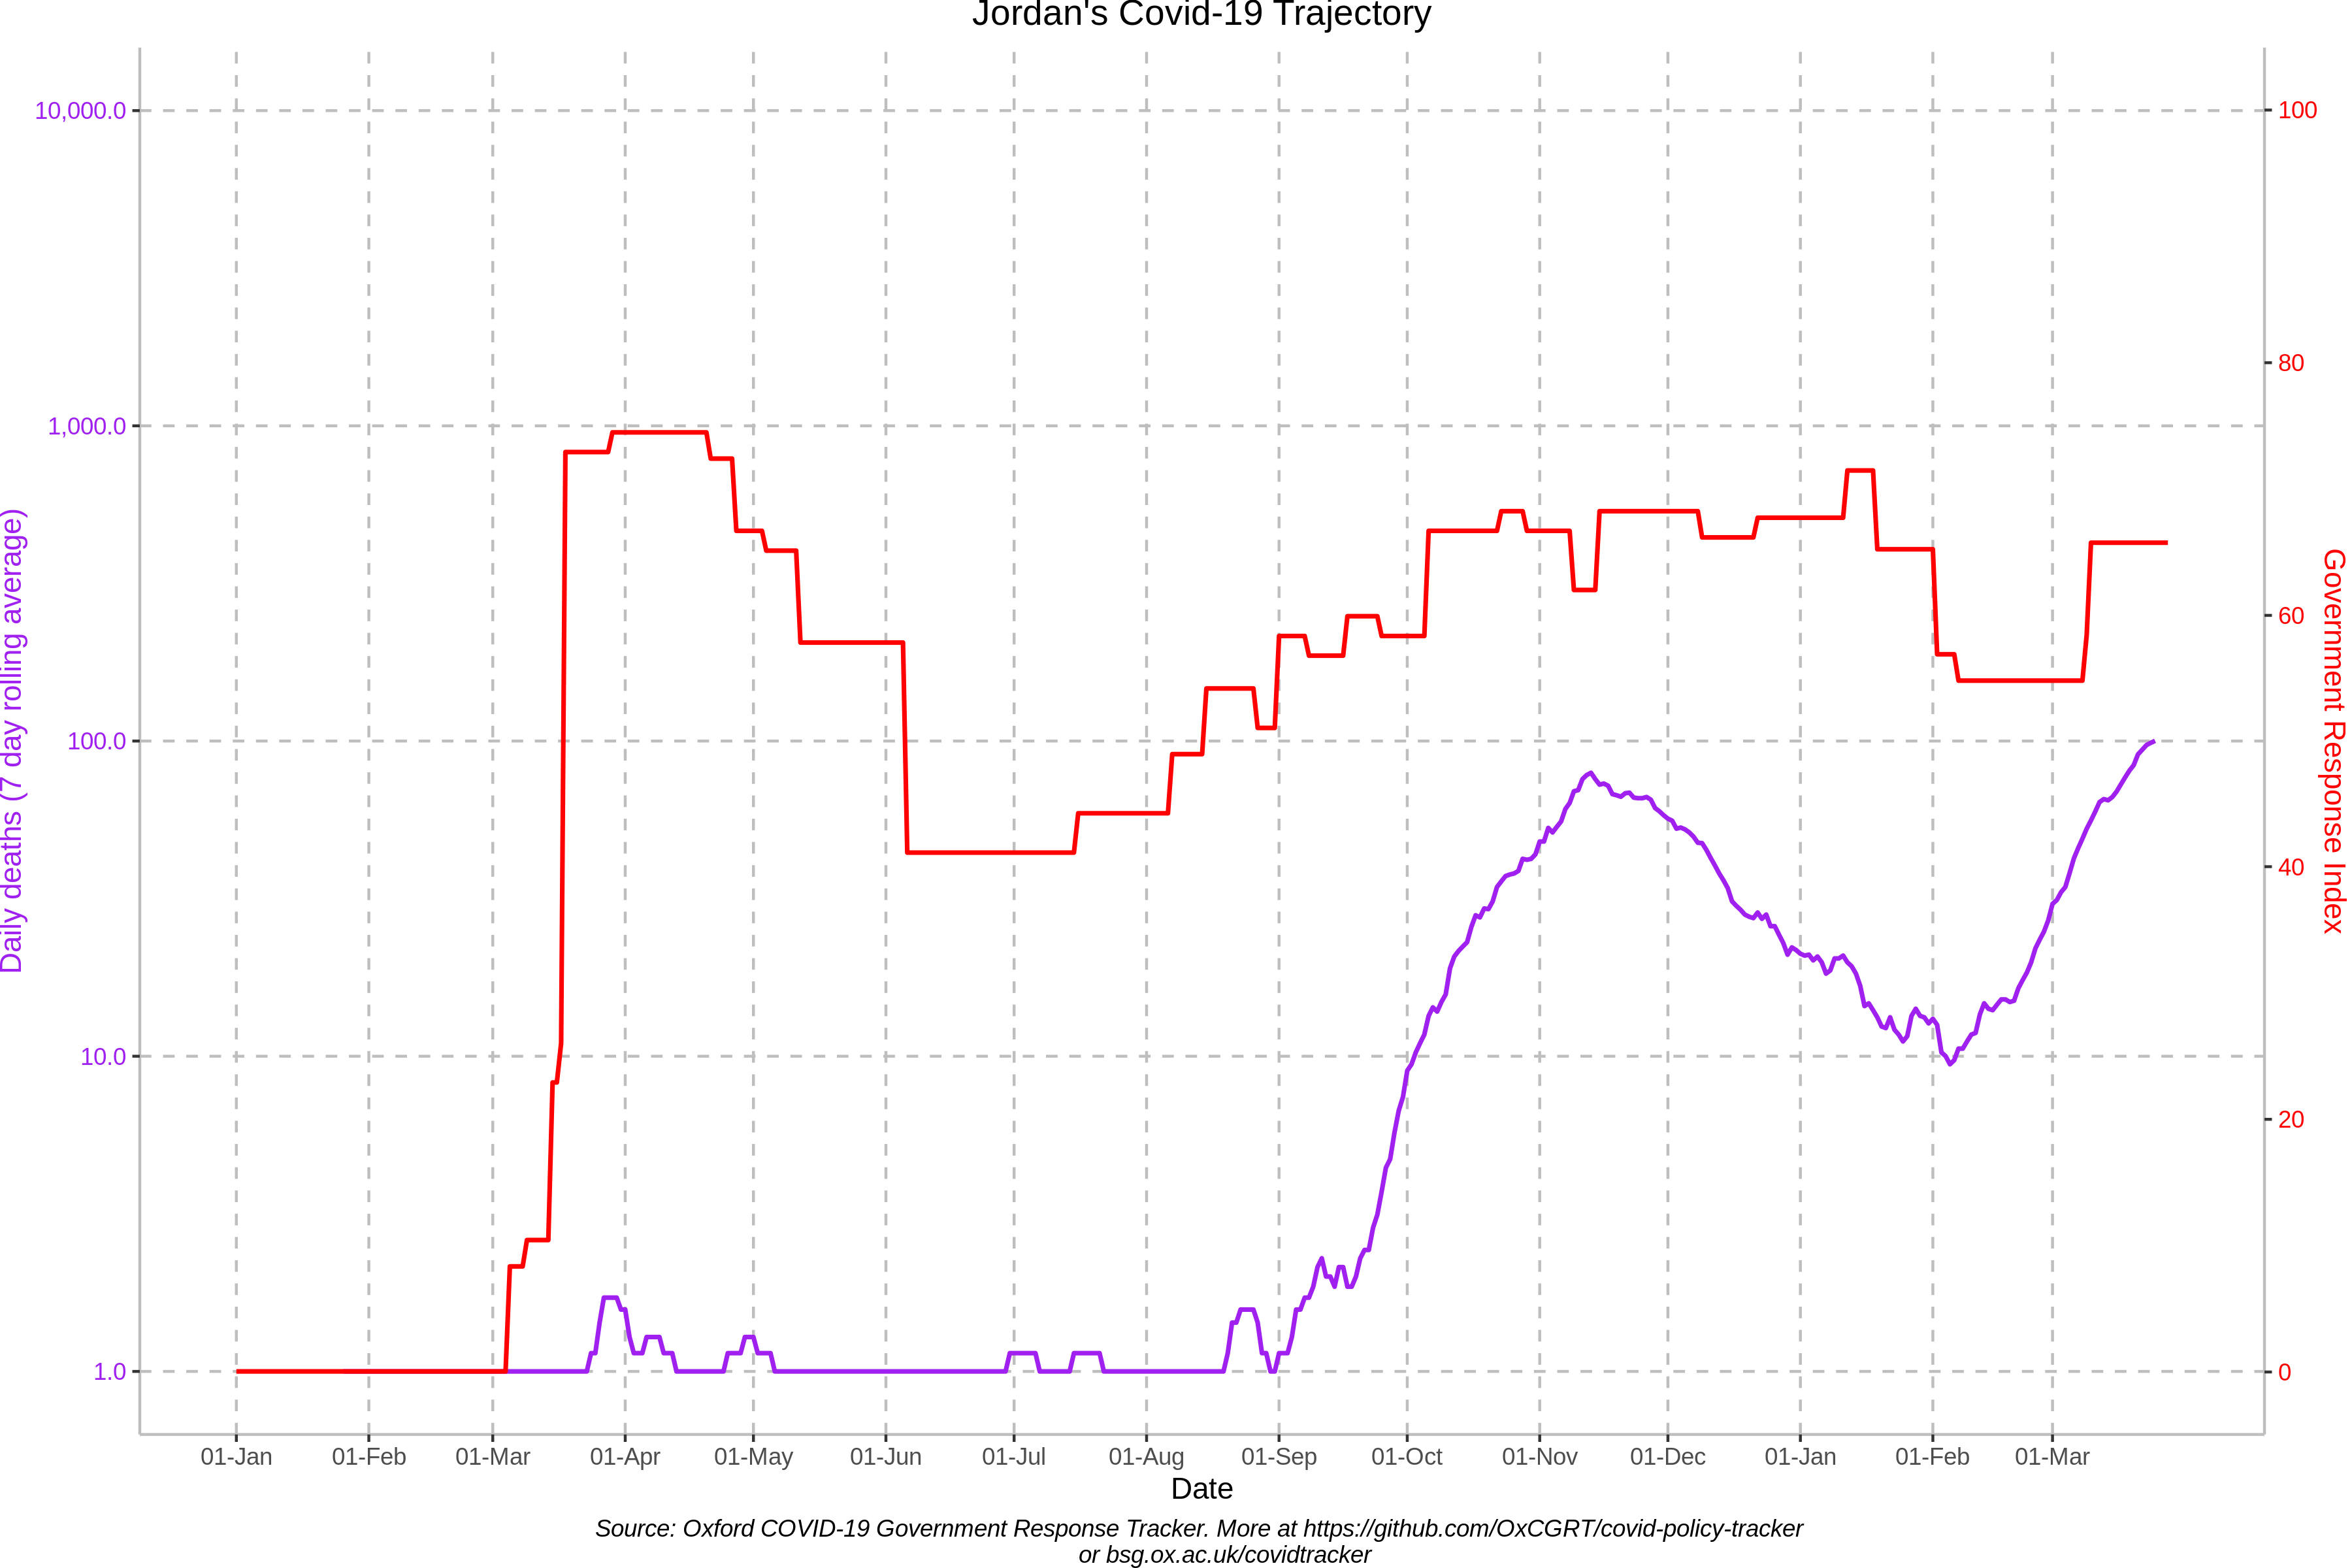 Jordan's Covid-19 Trajectory
10,000.0
1,000.0
100.0
10.0
1.0
Daily deaths (7 day rolling average)
100
80
60
40
20
0
Government Response Index
01-Jan
01-Feb
01-Mar
01-Apr
01-May
01-Jun
01-Jul
01-Aug
01-Sep
01-Oct
01-Nov
01-Dec
01-Jan
01-Feb
01-Mar
Date
Source: Oxford COVID-19 Government Response Tracker. More at https://github.com/OxCGRT/covid-policy-tracker
or bsg.ox.ac.uk/covidtracker